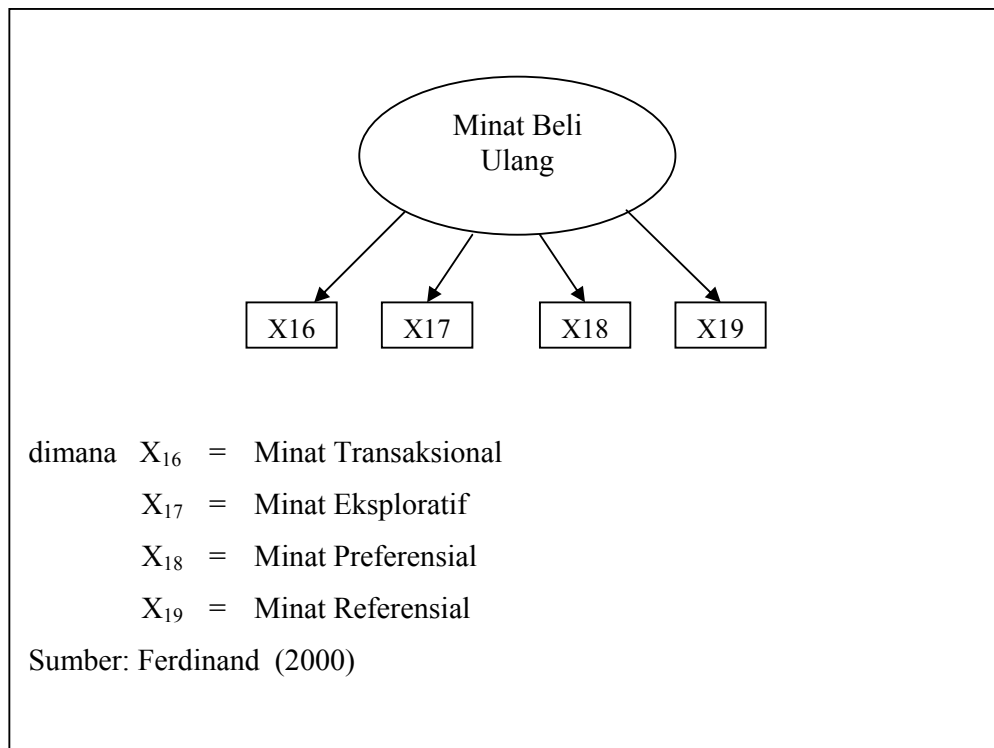 Minat Beli
Ulang
X16 X17 X18 X19
dimana X₁₆ = Minat Transaksional
X₁₇ = Minat Eksploratif
X₁₈ = Minat Preferensial
X₁₉ = Minat Referensial
Sumber: Ferdinand (2000)